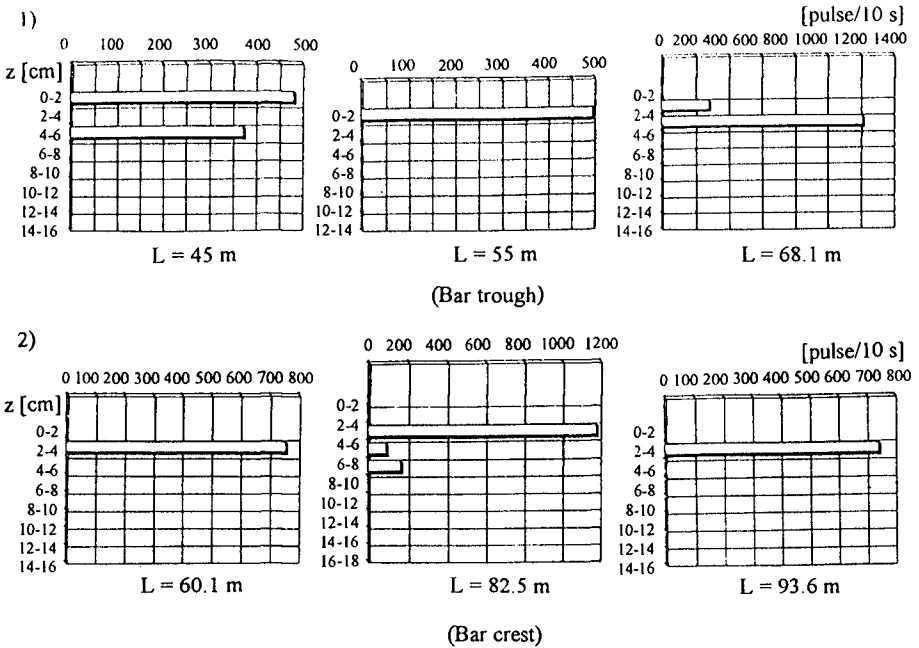 1)
[pulse/10 s]
0 100 200 300 400 500
0 100 200 300 400 500
0 200 400 600 800 1000 1200 1400
z [cm]
0-2
2-4
4-6
6-8
8-10
10-12
12-14
14-16
0-2
2-4
4-6
6-8
8-10
10-12
12-14
0-2
2-4
4-6
6-8
8-10
10-12
12-14
14-16
L = 45 m
L = 55 m
L = 68.1 m
(Bar trough)
2)
[pulse/10 s]
0 100 200 300 400 500 600 700 800
0 200 400 600 800 1000 1200
0 100 200 300 400 500 600 700 800
z [cm]
0-2
2-4
4-6
6-8
8-10
10-12
12-14
14-16
0-2
2-4
4-6
6-8
8-10
10-12
12-14
14-16
16-18
0-2
2-4
4-6
6-8
8-10
10-12
12-14
14-16
L = 60.1 m
L = 82.5 m
L = 93.6 m
(Bar crest)